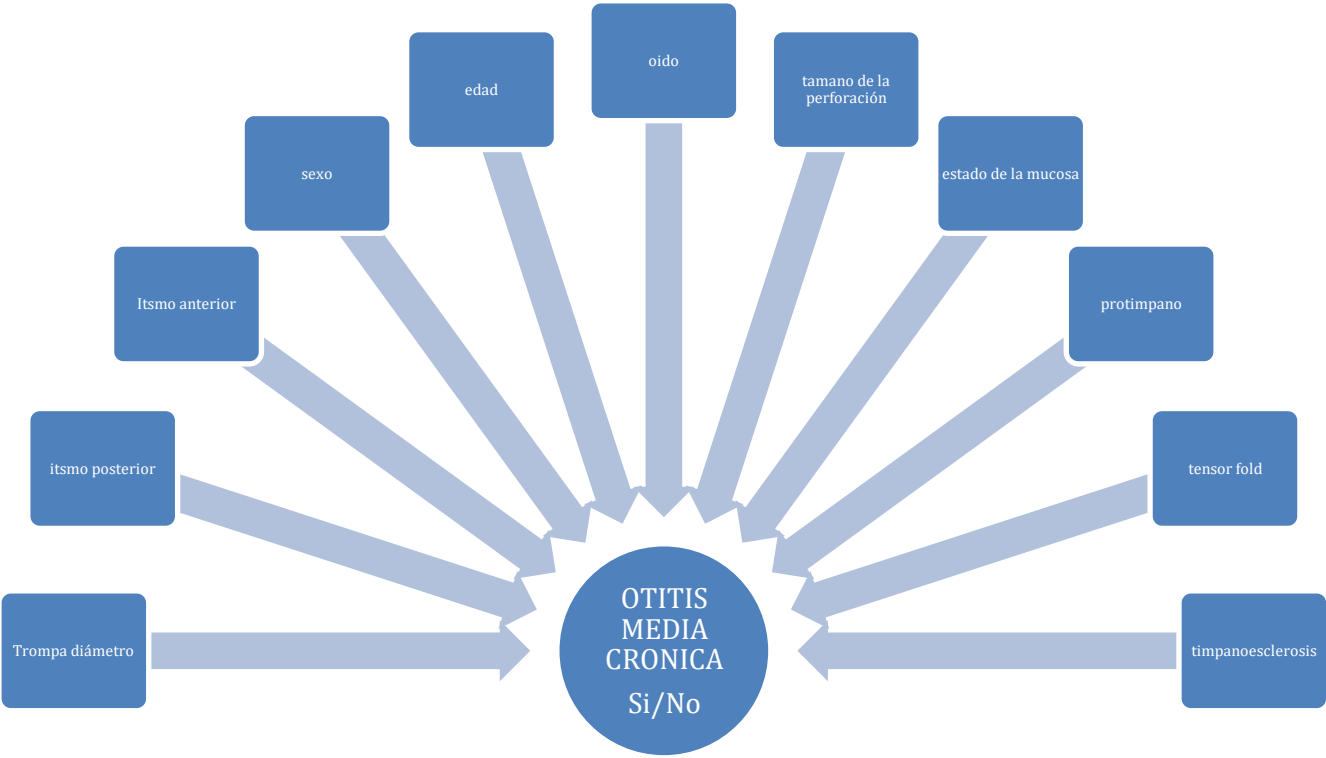 oido
edad
tamano de la
perforación
sexo
estado de la mucosa
Itsmo anterior
protimpano
itsmo posterior
tensor fold
Trompa diámetro
timpanoesclerosis
OTITIS
MEDIA
CRONICA
Si/No